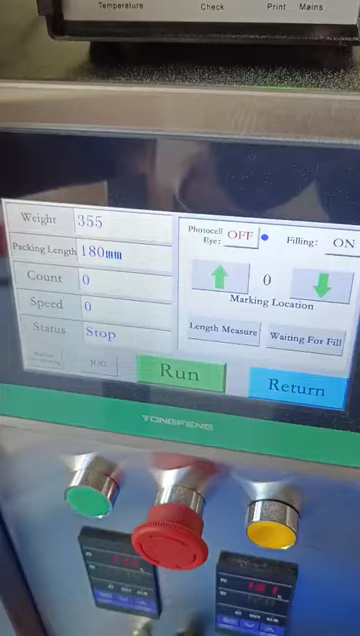 Temperature Check Print Mains
Weight 355
Packing Length 180mm
Count 0
Speed 0
Status Stop
JOG
Run
Photocell Eye: OFF Filling: ON
0
Marking Location
Length Measure Waiting For Fill
Return
TONGFENG